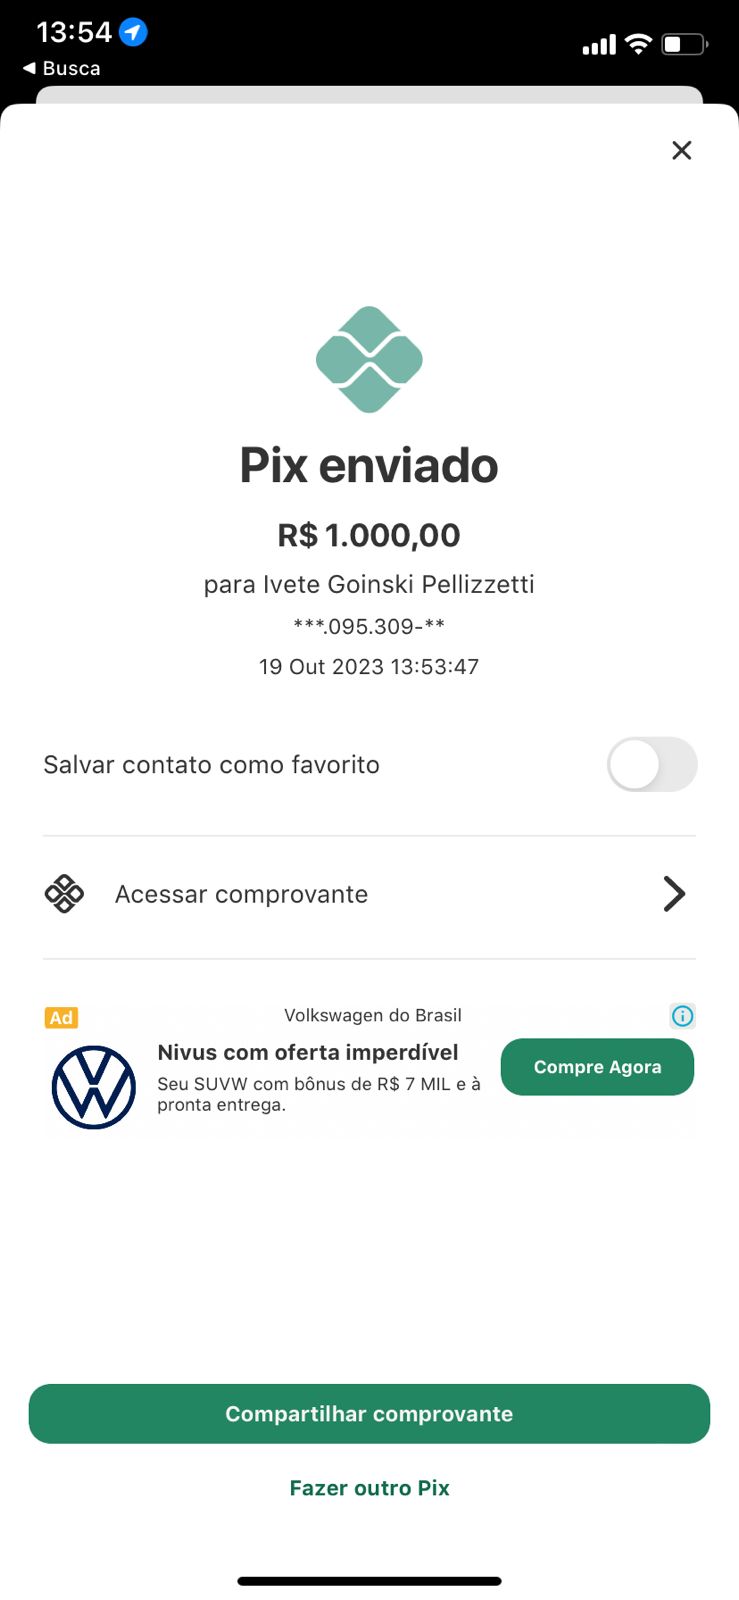 13:54
◀ Busca
Pix enviado
R$ 1.000,00
para Ivete Goinski Pellizzetti
***.095.309-**
19 Out 2023 13:53:47
Salvar contato como favorito
Acessar comprovante
Ad
Volkswagen do Brasil
Nivus com oferta imperdível
Seu SUVW com bônus de R$ 7 MIL e à
pronta entrega.
Compre Agora
Compartilhar comprovante
Fazer outro Pix